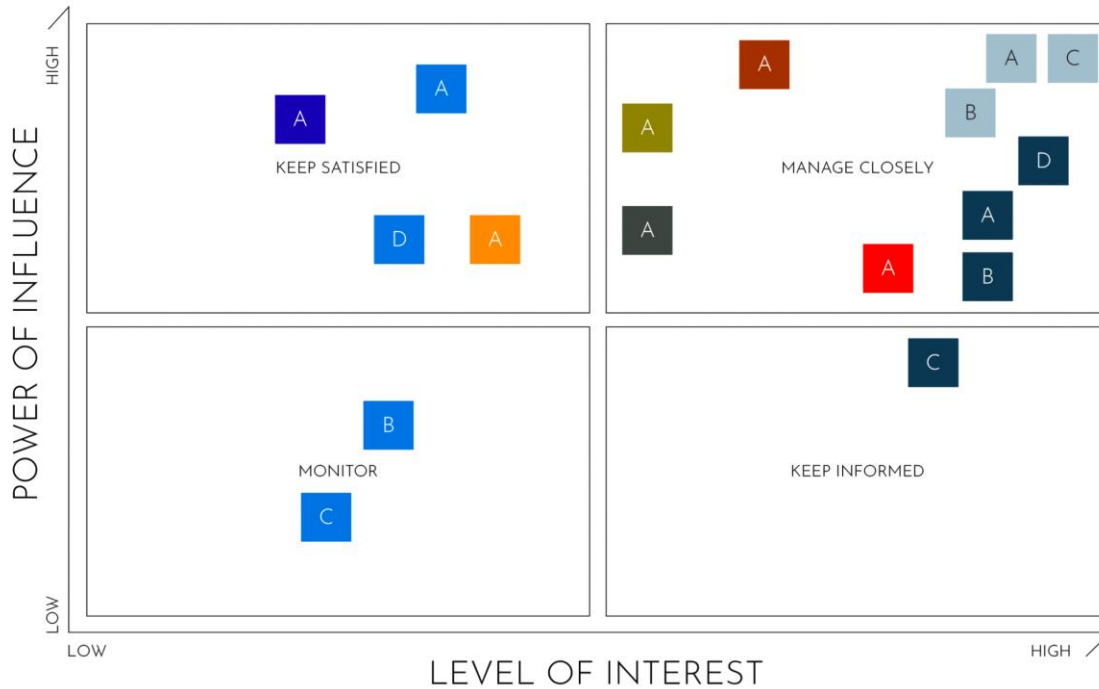 HIGH
A
A
A
C
A
B
A
KEEP SATISFIED
MANAGE CLOSELY
D
A
A
D
A
A
B
POWER OF INFLUENCE
C
B
MONITOR
KEEP INFORMED
C
LOW
LOW
HIGH
LEVEL OF INTEREST